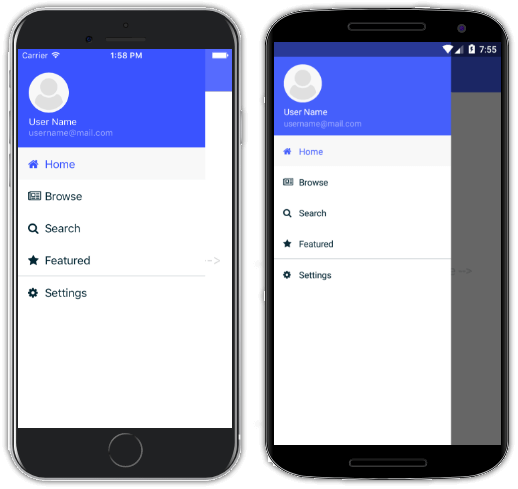 Carrier 1:58 PM
User Name
username@mail.com
Home
Browse
Search
Featured
-->
Settings
7:55
User Name
username@mail.com
Home
Browse
Search
Featured
-->
Settings